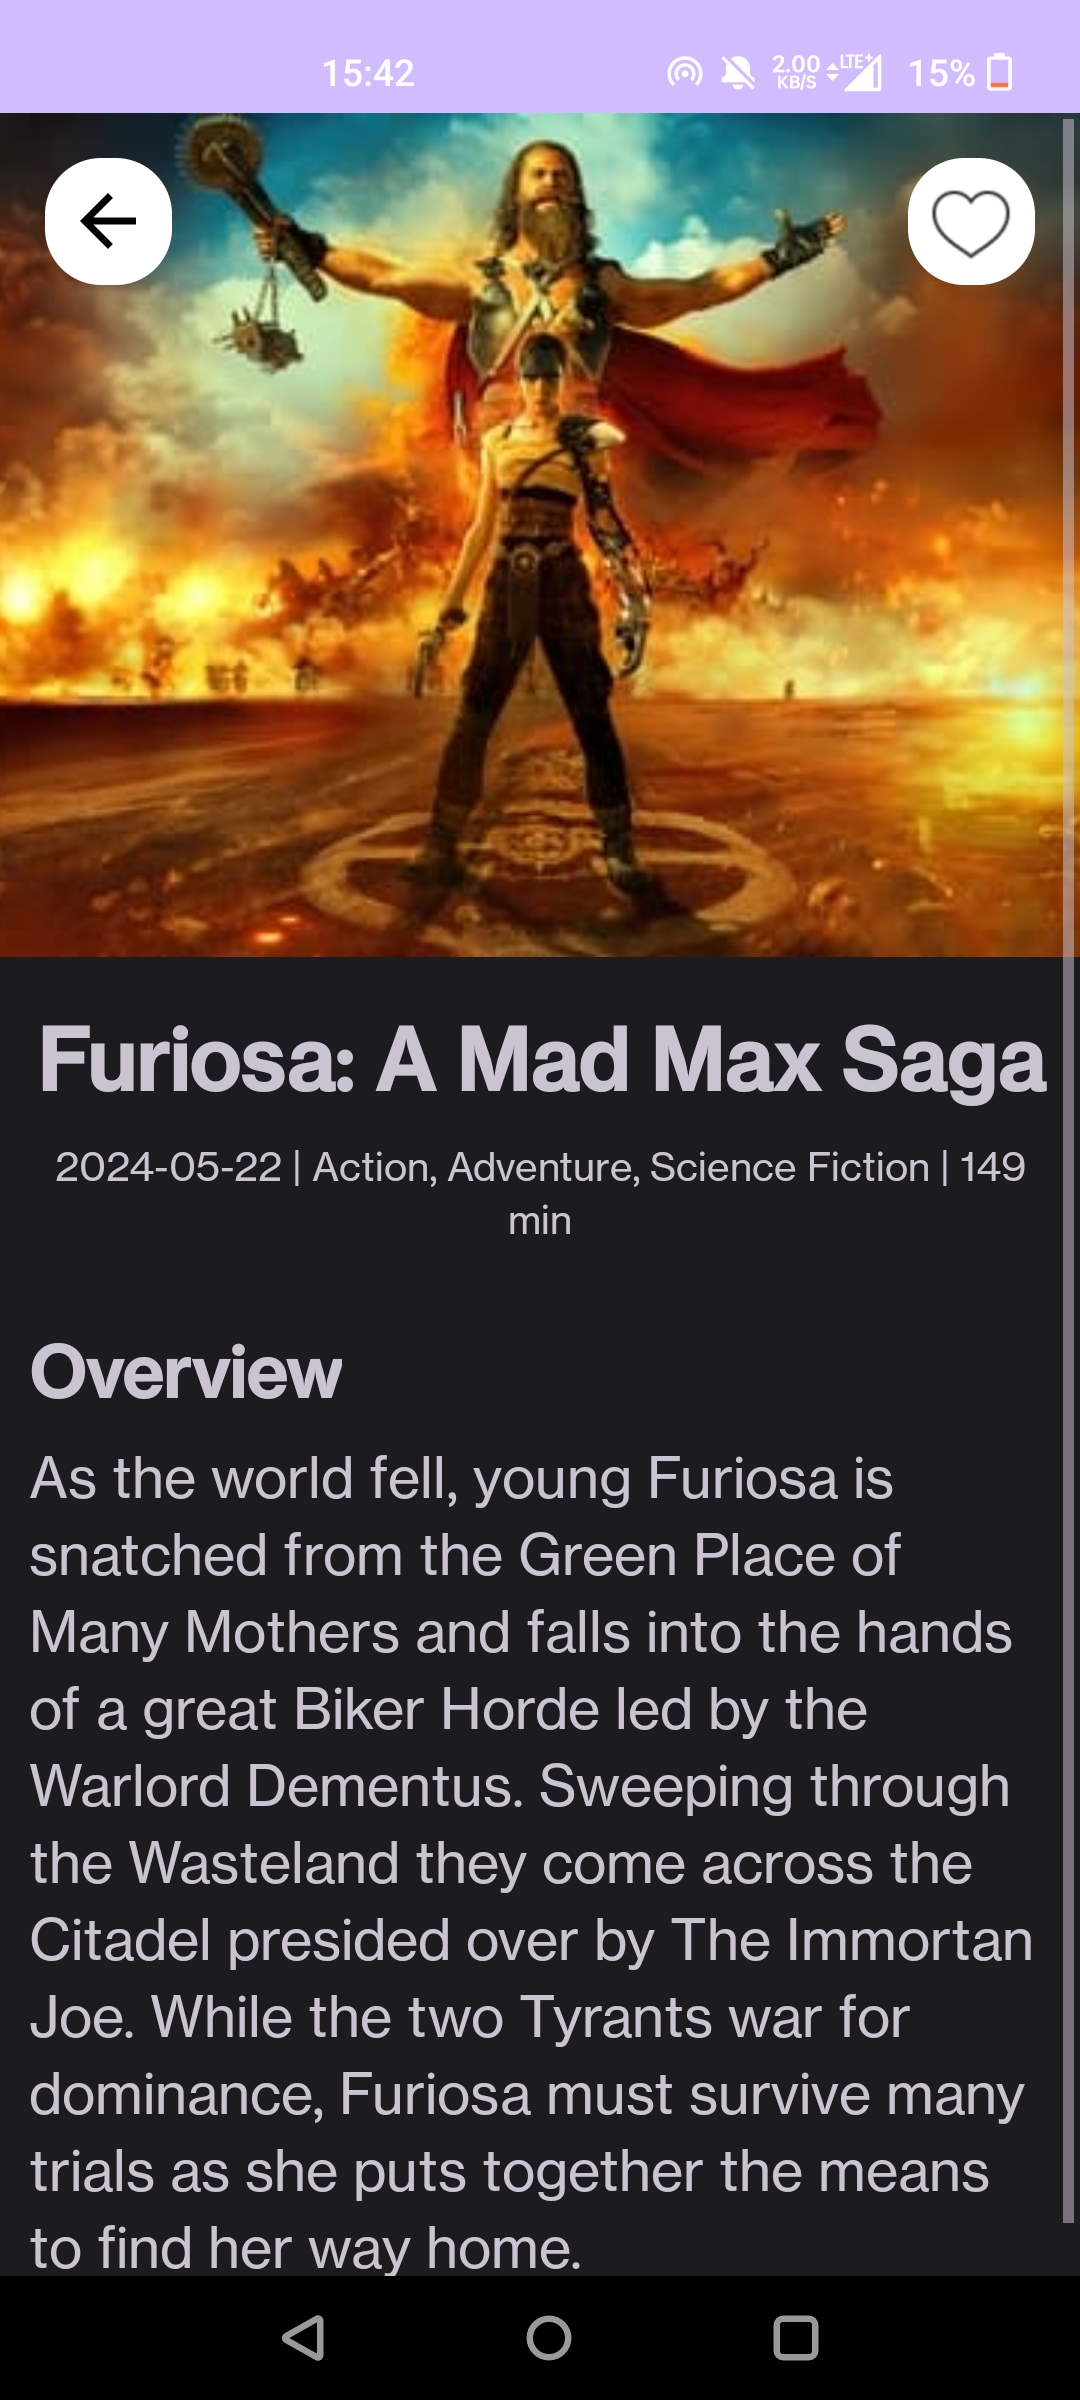 15:42 2.00 KB/S LTE+ 15%
Furiosa: A Mad Max Saga
2024-05-22 | Action, Adventure, Science Fiction | 149
min
Overview
As the world fell, young Furiosa is
snatched from the Green Place of
Many Mothers and falls into the hands
of a great Biker Horde led by the
Warlord Dementus. Sweeping through
the Wasteland they come across the
Citadel presided over by The Immortan
Joe. While the two Tyrants war for
dominance, Furiosa must survive many
trials as she puts together the means
to find her way home.